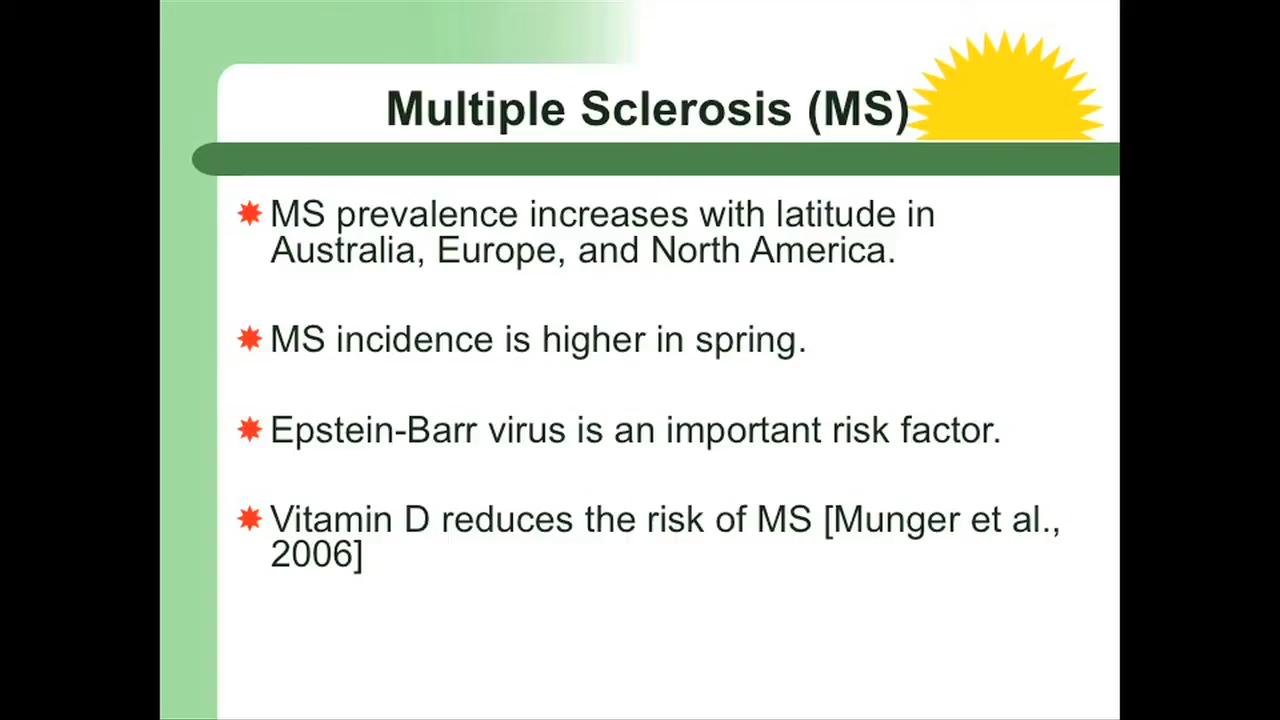 Multiple Sclerosis (MS)
MS prevalence increases with latitude in
Australia, Europe, and North America.
MS incidence is higher in spring.
Epstein-Barr virus is an important risk factor.
Vitamin D reduces the risk of MS [Munger et al.,
2006]